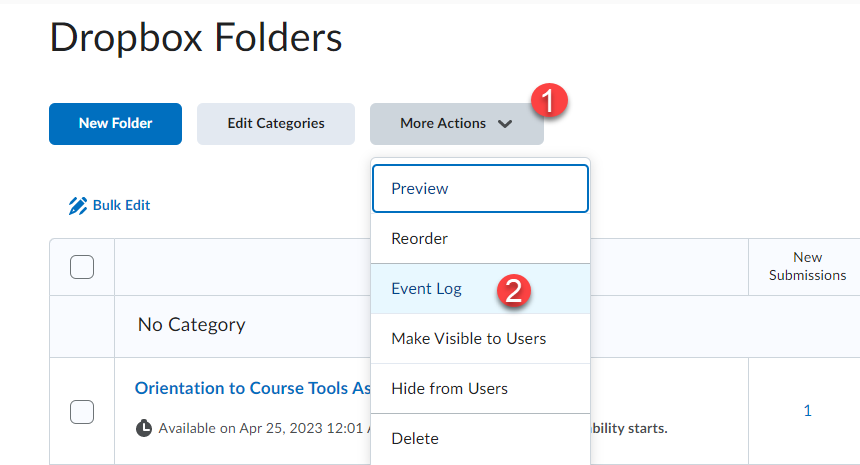 Dropbox Folders
1
New Folder
Edit Categories
More Actions
Preview
Bulk Edit
Reorder
New
Submissions
Event Log
2
No Category
Make Visible to Users
Orientation to Course Tools
Hide from Users
1
Available on Apr 25, 2023 12:01
starts.
Delete